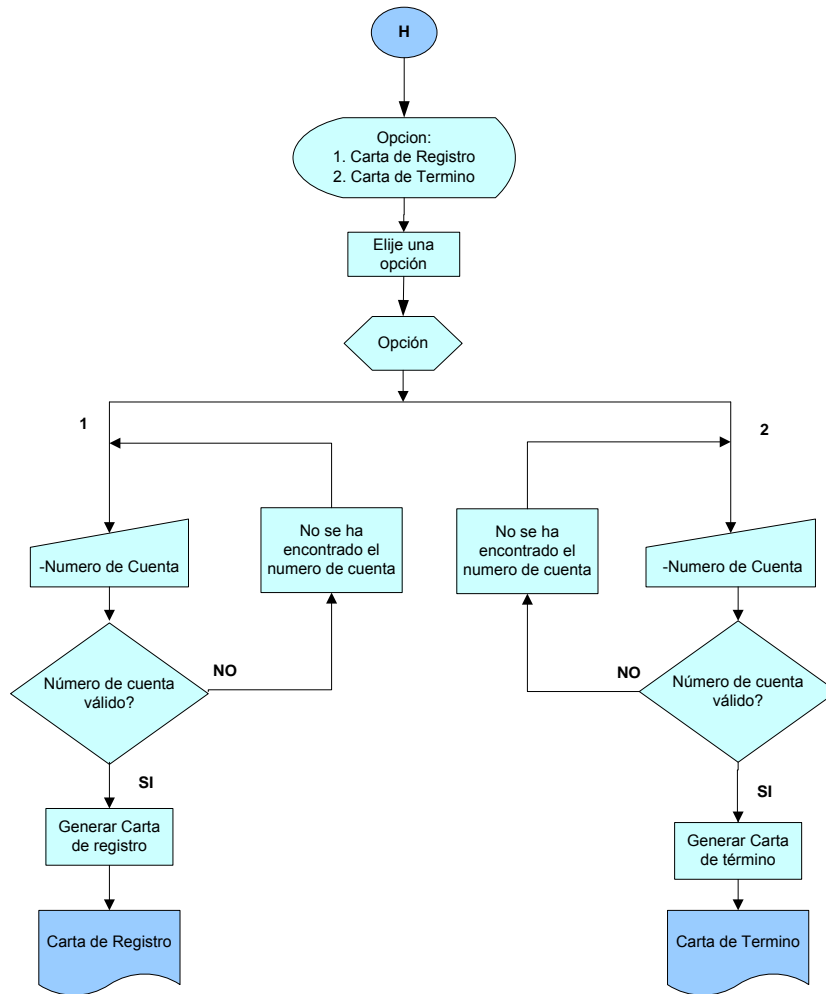 H
Opcion:
1. Carta de Registro
2. Carta de Termino
Elije una
opción
Opción
1
2
No se ha
encontrado el
numero de cuenta
No se ha
encontrado el
numero de cuenta
-Numero de Cuenta
-Numero de Cuenta
NO
NO
Número de cuenta
válido?
Número de cuenta
válido?
SI
SI
Generar Carta
de registro
Generar Carta
de término
Carta de Registro
Carta de Termino